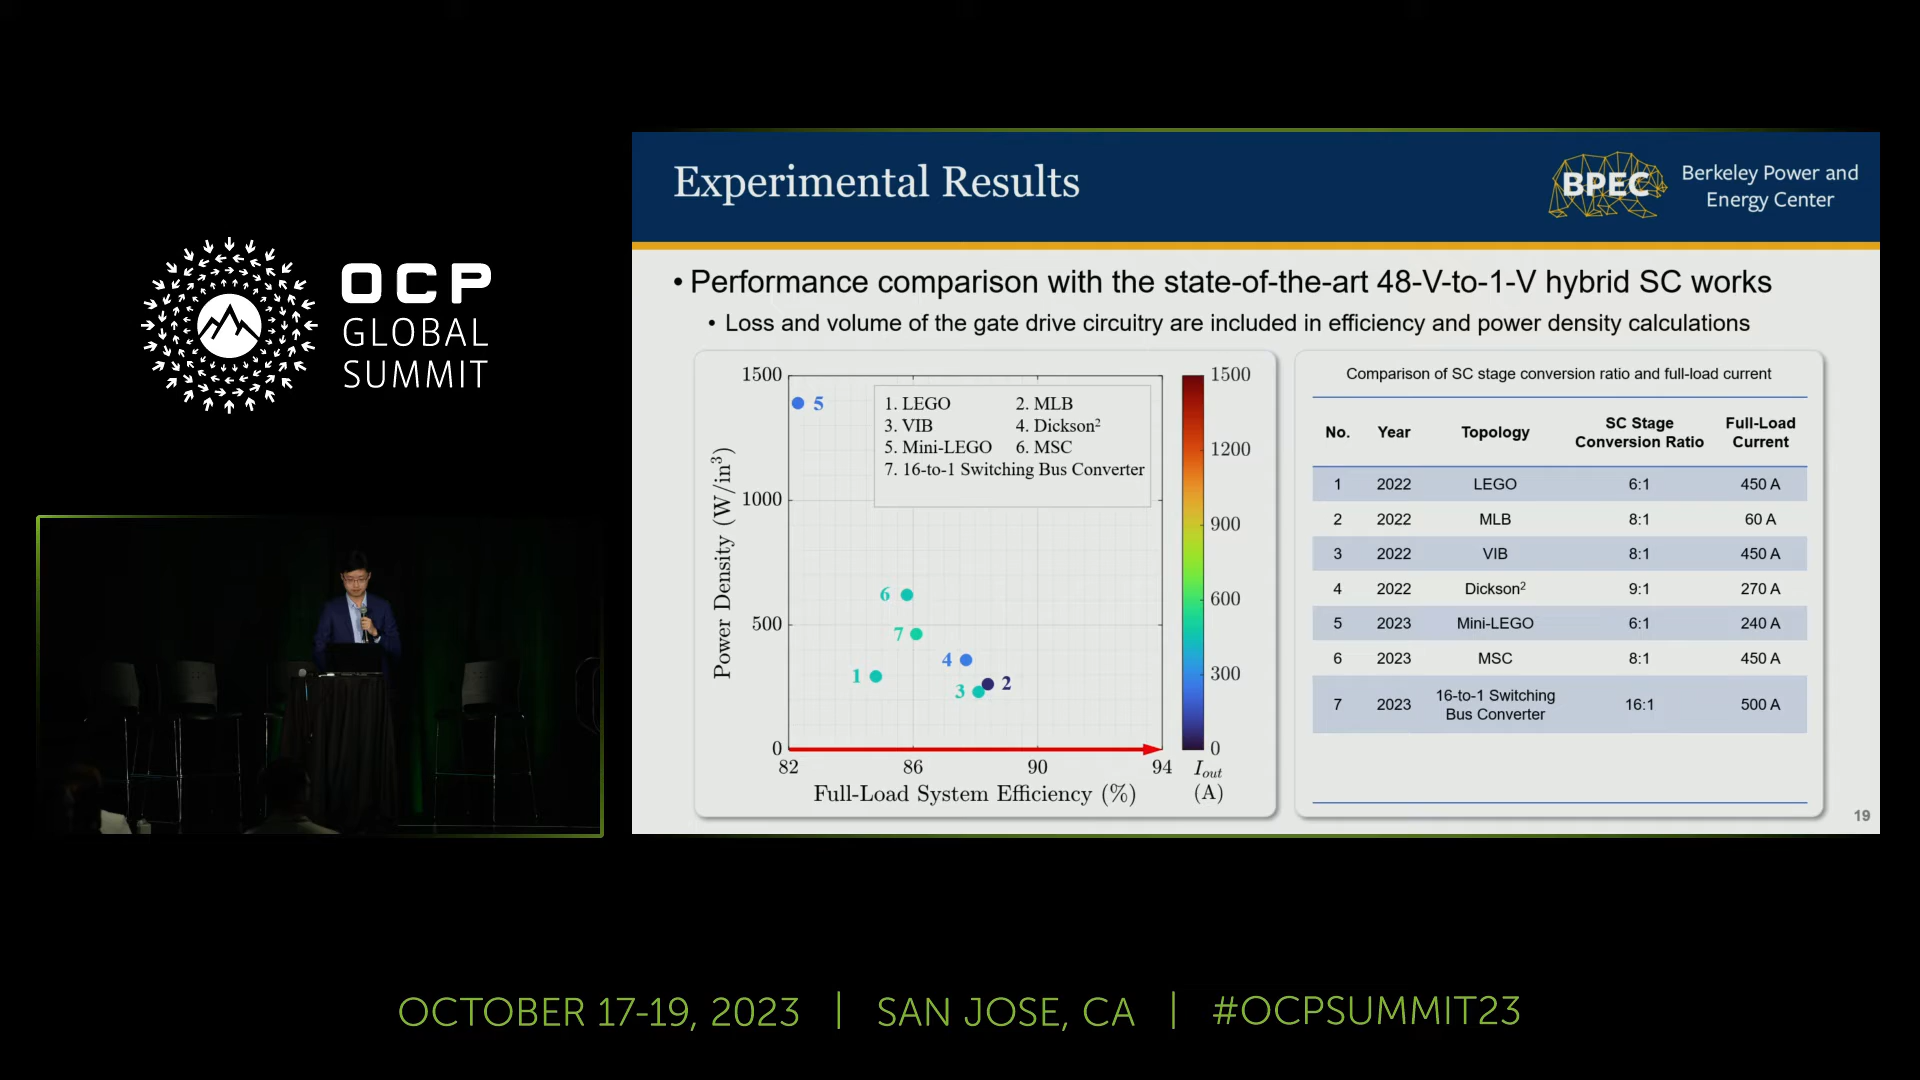 OCP
GLOBAL
SUMMIT
Experimental Results
BPEC
Berkeley Power and
Energy Center
• Performance comparison with the state-of-the-art 48-V-to-1-V hybrid SC works
• Loss and volume of the gate drive circuitry are included in efficiency and power density calculations
Power Density (W/in³)
1500
1000
500
0
82
86
90
94
Full-Load System Efficiency (%)
1. LEGO 2. MLB
3. VIB 4. Dickson²
5. Mini-LEGO 6. MSC
7. 16-to-1 Switching Bus Converter
5
6
7
4
1
3
2
1500
1200
900
600
300
0
Iout
(A)
Comparison of SC stage conversion ratio and full-load current
No. Year Topology SC Stage Conversion Ratio Full-Load Current
1 2022 LEGO 6:1 450 A
2 2022 MLB 8:1 60 A
3 2022 VIB 8:1 450 A
4 2022 Dickson² 9:1 270 A
5 2023 Mini-LEGO 6:1 240 A
6 2023 MSC 8:1 450 A
7 2023 16-to-1 Switching Bus Converter 16:1 500 A
19
OCTOBER 17-19, 2023 | SAN JOSE, CA | #OCPSUMMIT23